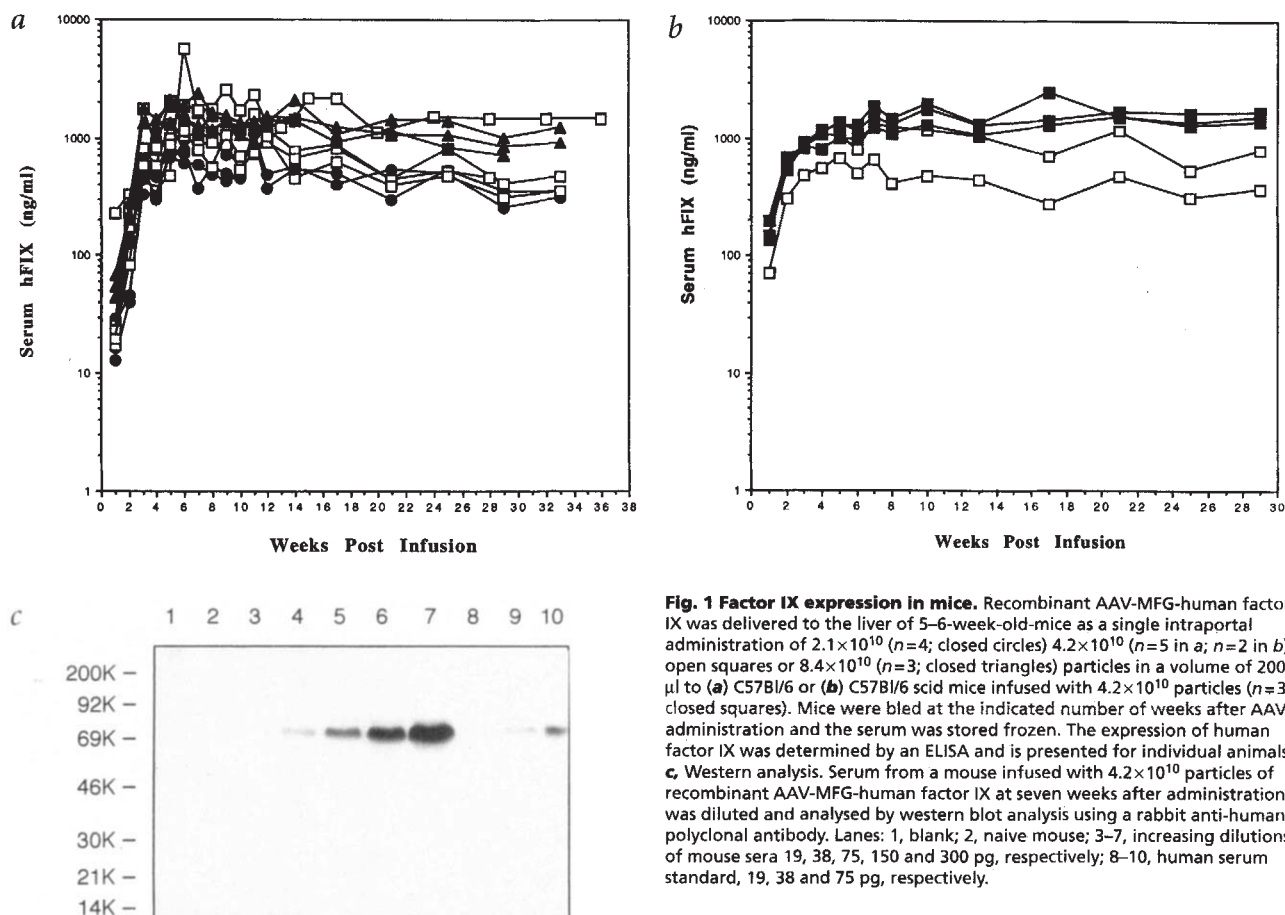 a
10000
1000
100
10
1
Serum hFIX (ng/ml)
0 2 4 6 8 10 12 14 16 18 20 22 24 26 28 30 32 34 36 38
Weeks Post Infusion
b
10000
1000
100
10
1
Serum hFIX (ng/ml)
0 2 4 6 8 10 12 14 16 18 20 22 24 26 28 30
Weeks Post Infusion
c
1 2 3 4 5 6 7 8 9 10
200K –
92K –
69K –
46K –
30K –
21K –
14K –
Fig. 1 Factor IX expression in mice. Recombinant AAV-MFG-human factor
IX was delivered to the liver of 5–6-week-old-mice as a single intraportal
administration of 2.1×10¹⁰ (n=4; closed circles) 4.2×10¹⁰ (n=5 in a; n=2 in b)
open squares or 8.4×10¹⁰ (n=3; closed triangles) particles in a volume of 200
µl to (a) C57Bl/6 or (b) C57Bl/6 scid mice infused with 4.2×10¹⁰ particles (n=3
closed squares). Mice were bled at the indicated number of weeks after AAV
administration and the serum was stored frozen. The expression of human
factor IX was determined by an ELISA and is presented for individual animals
c, Western analysis. Serum from a mouse infused with 4.2×10¹⁰ particles of
recombinant AAV-MFG-human factor IX at seven weeks after administration
was diluted and analysed by western blot analysis using a rabbit anti-human
polyclonal antibody. Lanes: 1, blank; 2, naive mouse; 3–7, increasing dilutions
of mouse sera 19, 38, 75, 150 and 300 pg, respectively; 8–10, human serum
standard, 19, 38 and 75 pg, respectively.